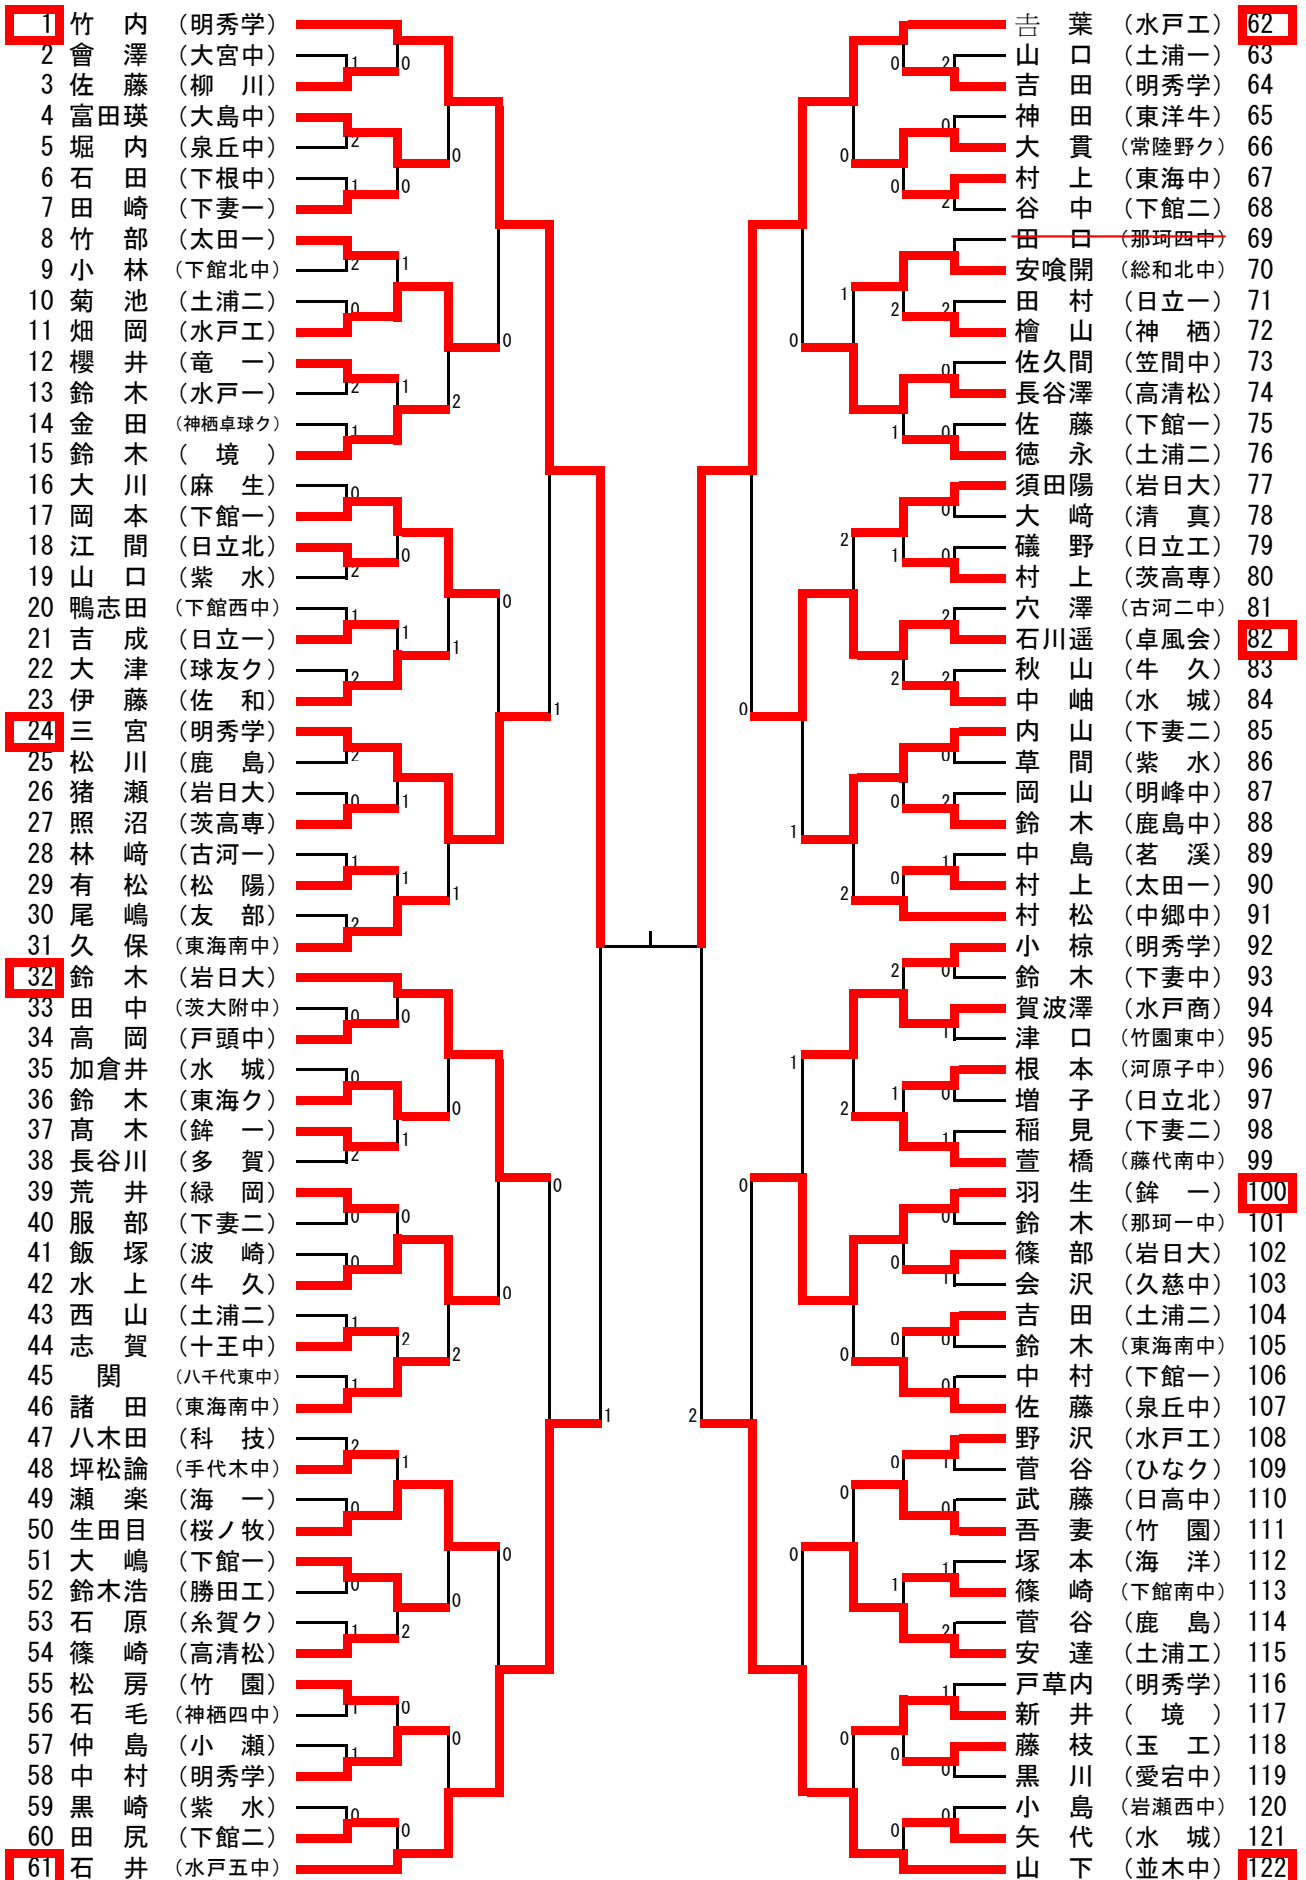 1 竹 内 (明秀学)
2 會 澤 (大宮中)
3 佐 藤 (柳 川)
4 富田瑛 (大島中)
5 堀 内 (泉丘中)
6 石 田 (下根中)
7 田 崎 (下妻一)
8 竹 部 (太田一)
9 小 林 (下館北中)
10 菊 池 (土浦二)
11 畑 岡 (水戸工)
12 櫻 井 (竜 一)
13 鈴 木 (水戸一)
14 金 田 (神栖卓球ク)
15 鈴 木 ( 境 )
16 大 川 (麻 生)
17 岡 本 (下館一)
18 江 間 (日立北)
19 山 口 (紫 水)
20 鴨志田 (下館西中)
21 吉 成 (日立一)
22 大 津 (球友ク)
23 伊 藤 (佐 和)
24 三 宮 (明秀学)
25 松 川 (鹿 島)
26 猪 瀬 (岩日大)
27 照 沼 (茨高専)
28 林 﨑 (古河一)
29 有 松 (松 陽)
30 尾 嶋 (友 部)
31 久 保 (東海南中)
32 鈴 木 (岩日大)
33 田 中 (茨大附中)
34 高 岡 (戸頭中)
35 加倉井 (水 城)
36 鈴 木 (東海ク)
37 髙 木 (鉾 一)
38 長谷川 (多 賀)
39 荒 井 (緑 岡)
40 服 部 (下妻二)
41 飯 塚 (波 崎)
42 水 上 (牛 久)
43 西 山 (土浦二)
44 志 賀 (十王中)
45 関 (八千代東中)
46 諸 田 (東海南中)
47 八木田 (科 技)
48 坪松論 (手代木中)
49 瀬 楽 (海 一)
50 生田目 (桜ノ牧)
51 大 嶋 (下館一)
52 鈴木浩 (勝田工)
53 石 原 (糸賀ク)
54 篠 崎 (高清松)
55 松 房 (竹 園)
56 石 毛 (神栖四中)
57 仲 島 (小 瀬)
58 中 村 (明秀学)
59 黒 崎 (紫 水)
60 田 尻 (下館二)
61 石 井 (水戸五中)
𠮷 葉 (水戸工) 62
山 口 (土浦一) 63
吉 田 (明秀学) 64
神 田 (東洋牛) 65
大 貫 (常陸野ク) 66
村 上 (東海中) 67
谷 中 (下館二) 68
田 口 (那珂四中) 69
安喰開 (総和北中) 70
田 村 (日立一) 71
檜 山 (神 栖) 72
佐久間 (笠間中) 73
長谷澤 (高清松) 74
佐 藤 (下館一) 75
徳 永 (土浦二) 76
須田陽 (岩日大) 77
大 﨑 (清 真) 78
礒 野 (日立工) 79
村 上 (茨高専) 80
穴 澤 (古河二中) 81
石川遥 (卓風会) 82
秋 山 (牛 久) 83
中 岫 (水 城) 84
内 山 (下妻二) 85
草 間 (紫 水) 86
岡 山 (明峰中) 87
鈴 木 (鹿島中) 88
中 島 (茗 溪) 89
村 上 (太田一) 90
村 松 (中郷中) 91
小 椋 (明秀学) 92
鈴 木 (下妻中) 93
賀波澤 (水戸商) 94
津 口 (竹園東中) 95
根 本 (河原子中) 96
増 子 (日立北) 97
稲 見 (下妻二) 98
萱 橋 (藤代南中) 99
羽 生 (鉾 一) 100
鈴 木 (那珂一中) 101
篠 部 (岩日大) 102
会 沢 (久慈中) 103
吉 田 (土浦二) 104
鈴 木 (東海南中) 105
中 村 (下館一) 106
佐 藤 (泉丘中) 107
野 沢 (水戸工) 108
菅 谷 (ひなク) 109
武 藤 (日高中) 110
吾 妻 (竹 園) 111
塚 本 (海 洋) 112
篠 崎 (下館南中) 113
菅 谷 (鹿 島) 114
安 達 (土浦工) 115
戸草内 (明秀学) 116
新 井 ( 境 ) 117
藤 枝 (玉 工) 118
黒 川 (愛宕中) 119
小 島 (岩瀬西中) 120
矢 代 (水 城) 121
山 下 (並木中) 122